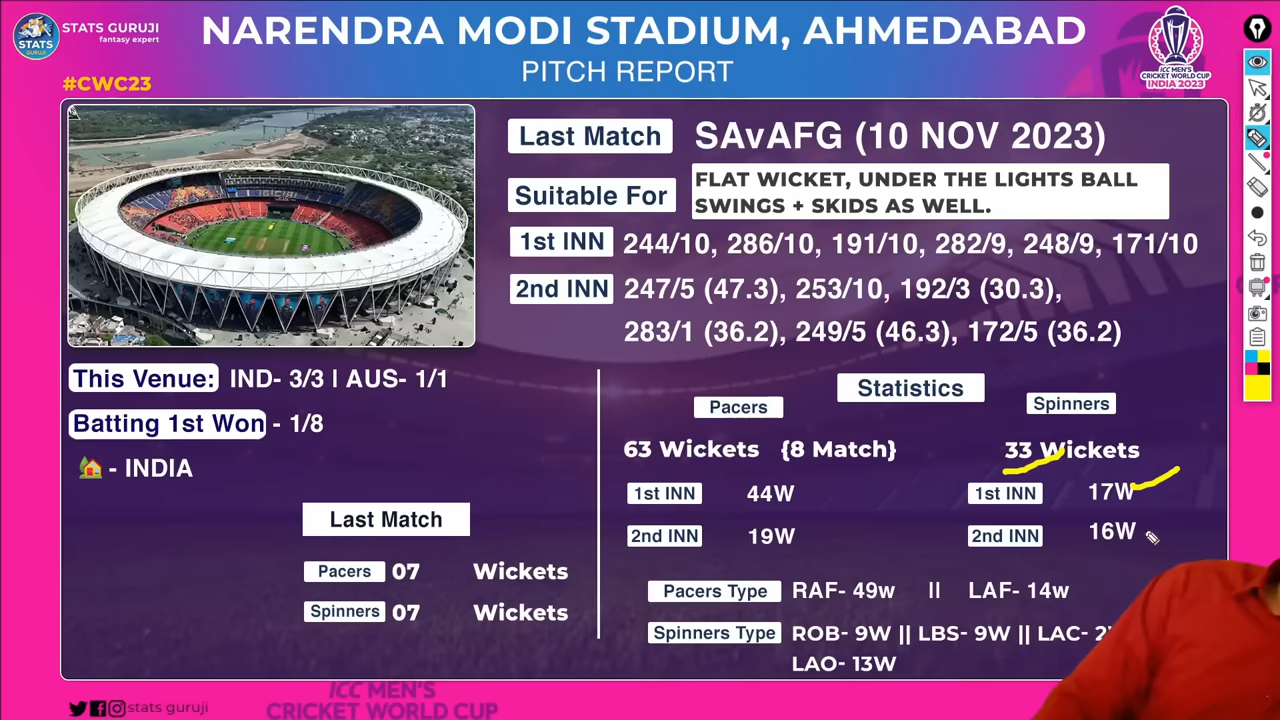 STATS GURUJI
fantasy expert
STATS
GURUJI
#CWC23
NARENDRA MODI STADIUM, AHMEDABAD
PITCH REPORT
ICC MEN'S
CRICKET WORLD CUP
INDIA 2023
Last Match SAvAFG (10 NOV 2023)
Suitable For FLAT WICKET, UNDER THE LIGHTS BALL
SWINGS + SKIDS AS WELL.
1st INN 244/10, 286/10, 191/10, 282/9, 248/9, 171/10
2nd INN 247/5 (47.3), 253/10, 192/3 (30.3),
283/1 (36.2), 249/5 (46.3), 172/5 (36.2)
This Venue: IND- 3/3 I AUS- 1/1
Batting 1st Won - 1/8
- INDIA
Last Match
Pacers 07 Wickets
Spinners 07 Wickets
Statistics
Pacers Spinners
63 Wickets {8 Match} 33 Wickets
1st INN 44W 1st INN 17W
2nd INN 19W 2nd INN 16W
Pacers Type RAF- 49w || LAF- 14w
Spinners Type ROB- 9W || LBS- 9W || LAC-
LAO- 13W
stats guruji
ICC MEN'S
CRICKET WORLD CUP